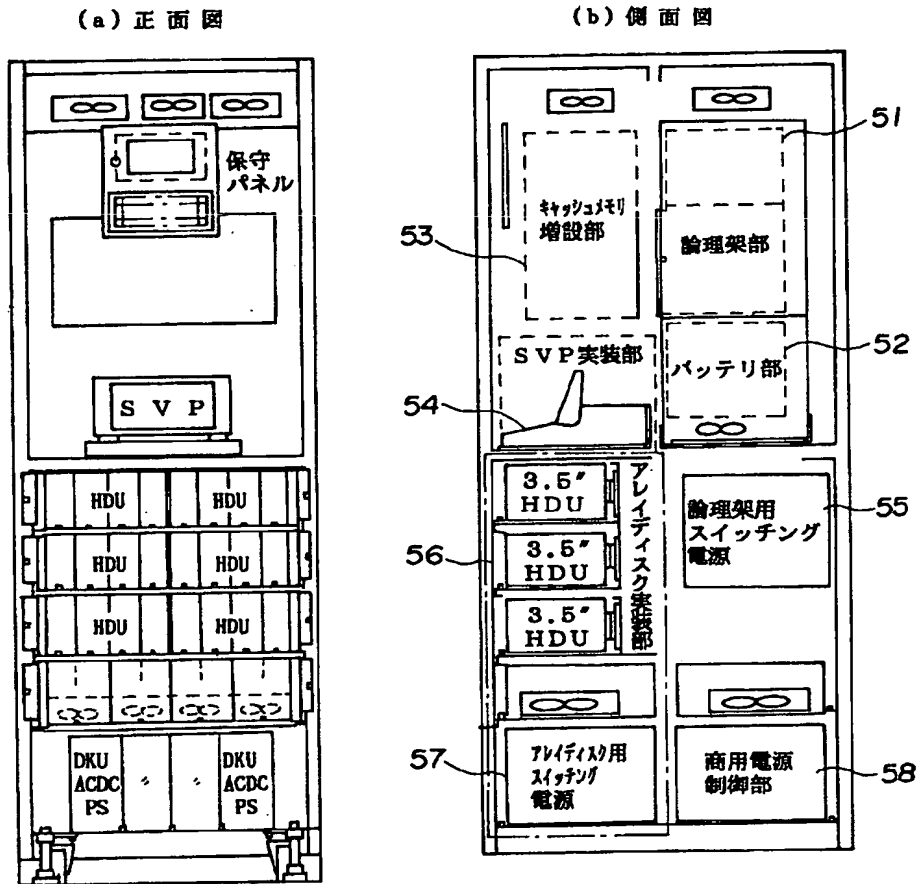 (a) 正面図
(b) 側面図
保守
パネル
SVP
HDU
HDU
HDU
HDU
HDU
HDU
DKU
ACDC
PS
〃
〃
DKU
ACDC
PS
51
キャッシュメモリ
増設部
53
論理架部
SVP実装部
52
バッテリ部
54
3.5"
HDU
3.5"
HDU
3.5"
HDU
アレイディスク実装部
論理架用
スイッチング
電源
55
56
57
アレイディスク用
スイッチング
電源
商用電源
制御部
58